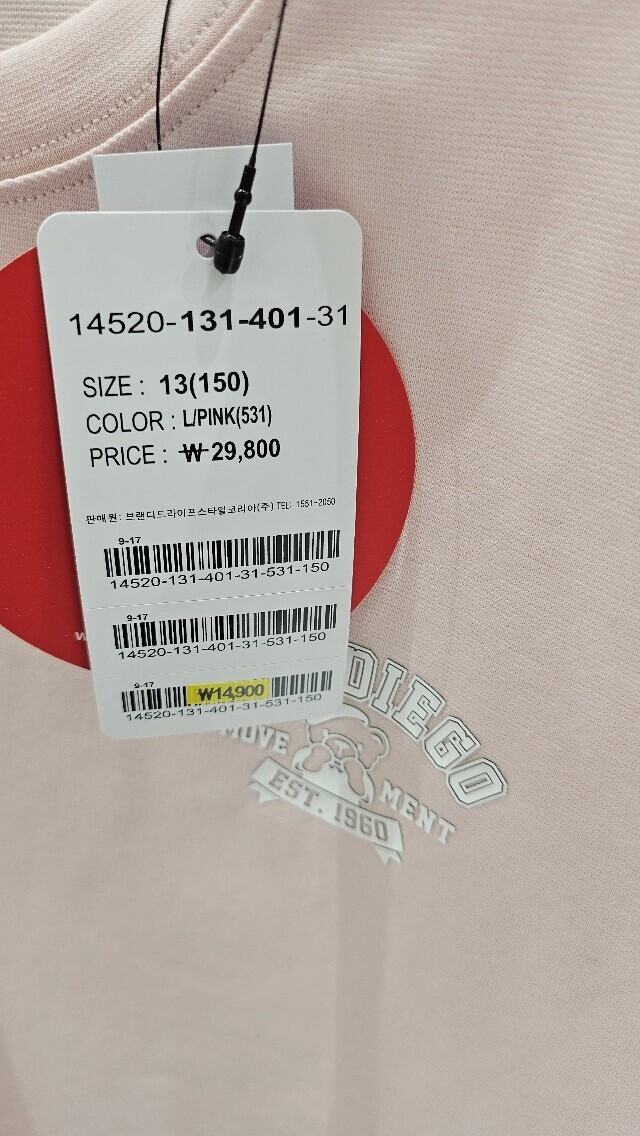 14520-131-401-31
SIZE : 13(150)
COLOR : L/PINK(531)
PRICE : ₩ 29,800
판매원: 브랜디드라이프스타일코리아(주) TEL: 1551-2050
9-17
14520-131-401-31-531-150
9-17
14520-131-401-31-531-150
9-17
₩14,900
14520-131-401-31-531-150
DIEGO
MOVE
MENT
EST. 1960